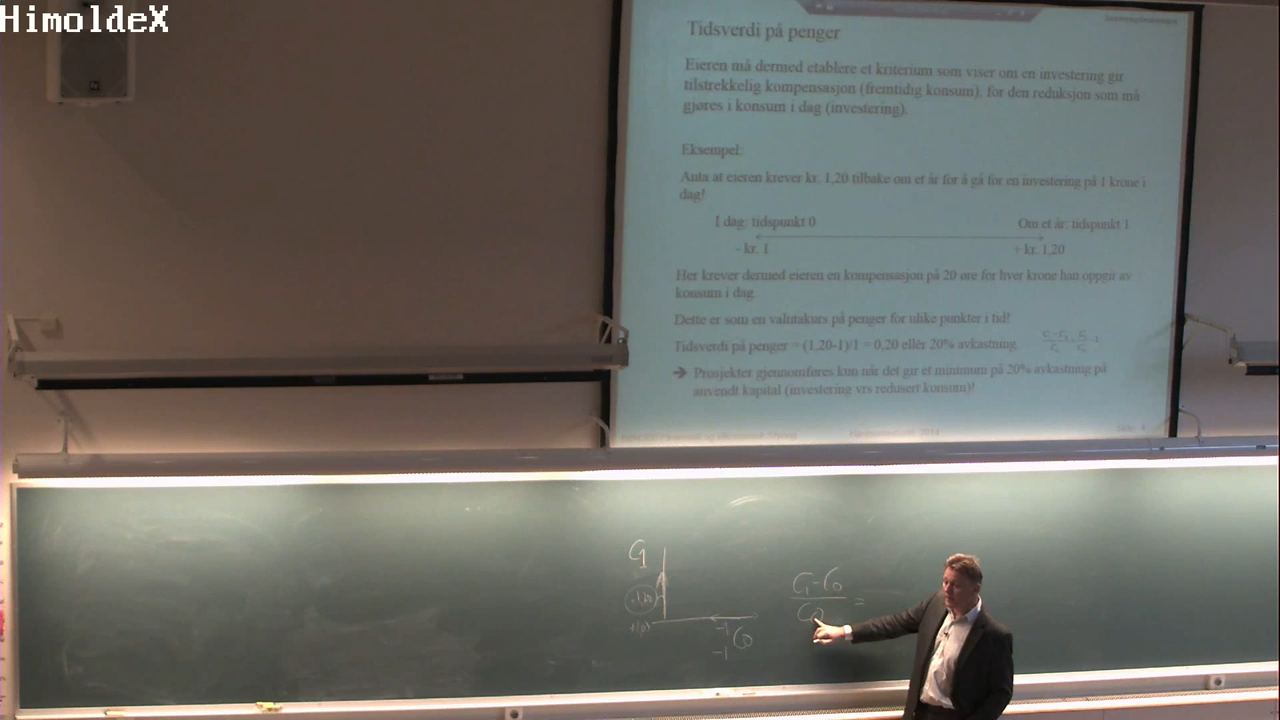 HimoldeX
Tidsverdi på penger
Eieren må dermed etablere et kriterium som viser om en investering gir
tilstrekkelig kompensasjon (fremtidig konsum), for den reduksjon som må
gjøres i konsum i dag (investering).
Eksempel:
Anta at eieren krever kr. 1,20 tilbake om et år for å gå for en investering på 1 krone i
dag!
I dag: tidspunkt 0 Om et år: tidspunkt 1
- kr. 1 + kr. 1,20
Her krever dermed eieren en kompensasjon på 20 øre for hver krone han oppgir av
konsum i dag.
Dette er som en valutakurs på penger for ulike punkter i tid!
Tidsverdi på penger = (1,20-1)/1 = 0,20 eller 20% avkastning
➔ Prosjekter gjennomføres kun når det gir et minimum på 20% avkastning på
anvendt kapital (investering vrs redusert konsum)!
C1
C1-C0
C0 =
-1 C0
-1